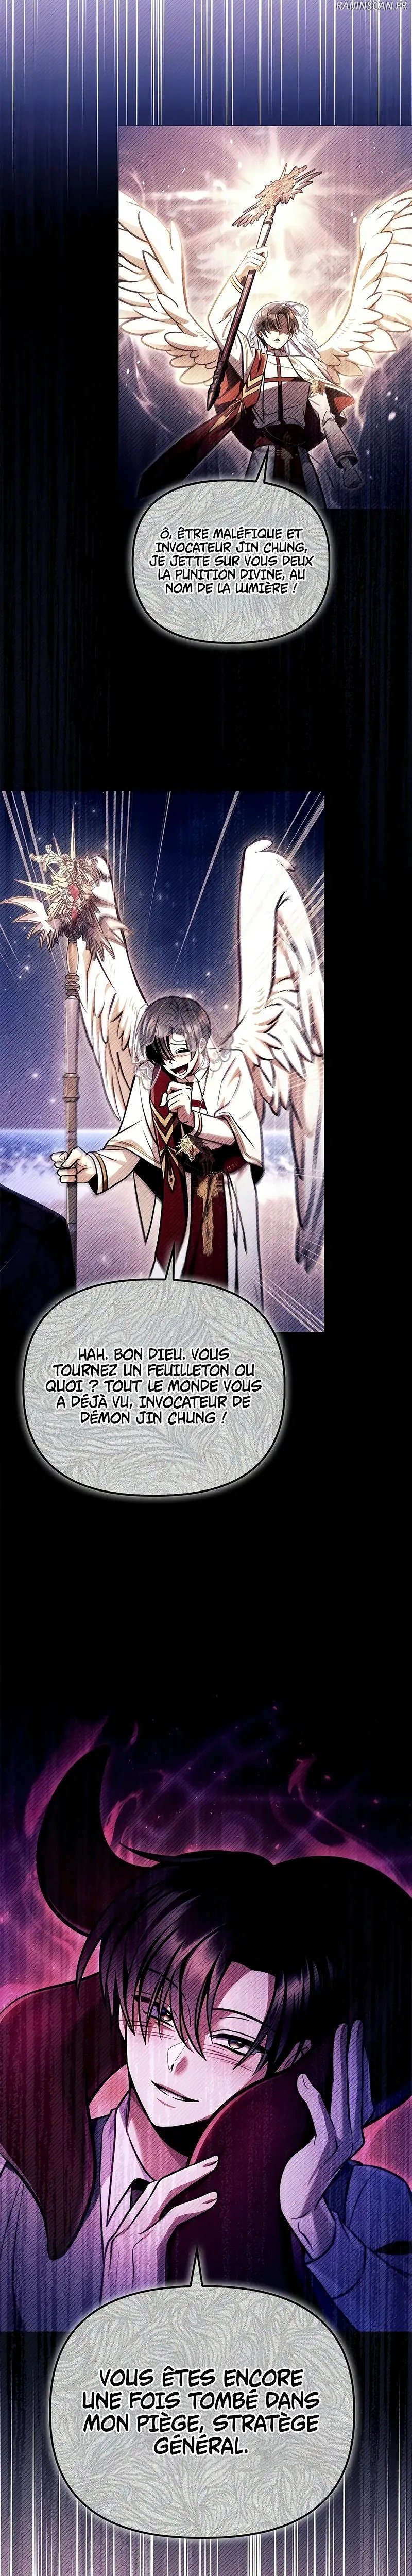 RANINSCAN.FR
Ô, ÊTRE MALÉFIQUE ET
INVOCATEUR JIN CHUNG,
JE JETTE SUR VOUS DEUX
LA PUNITION DIVINE, AU
NOM DE LA LUMIÈRE !
HAH. BON DIEU. VOUS
TOURNEZ UN FEUILLETON OU
QUOI ? TOUT LE MONDE VOUS
A DÉJÀ VU, INVOCATEUR DE
DÉMON JIN CHUNG !
VOUS ÊTES ENCORE
UNE FOIS TOMBÉ DANS
MON PIÈGE, STRATÈGE
GÉNÉRAL.